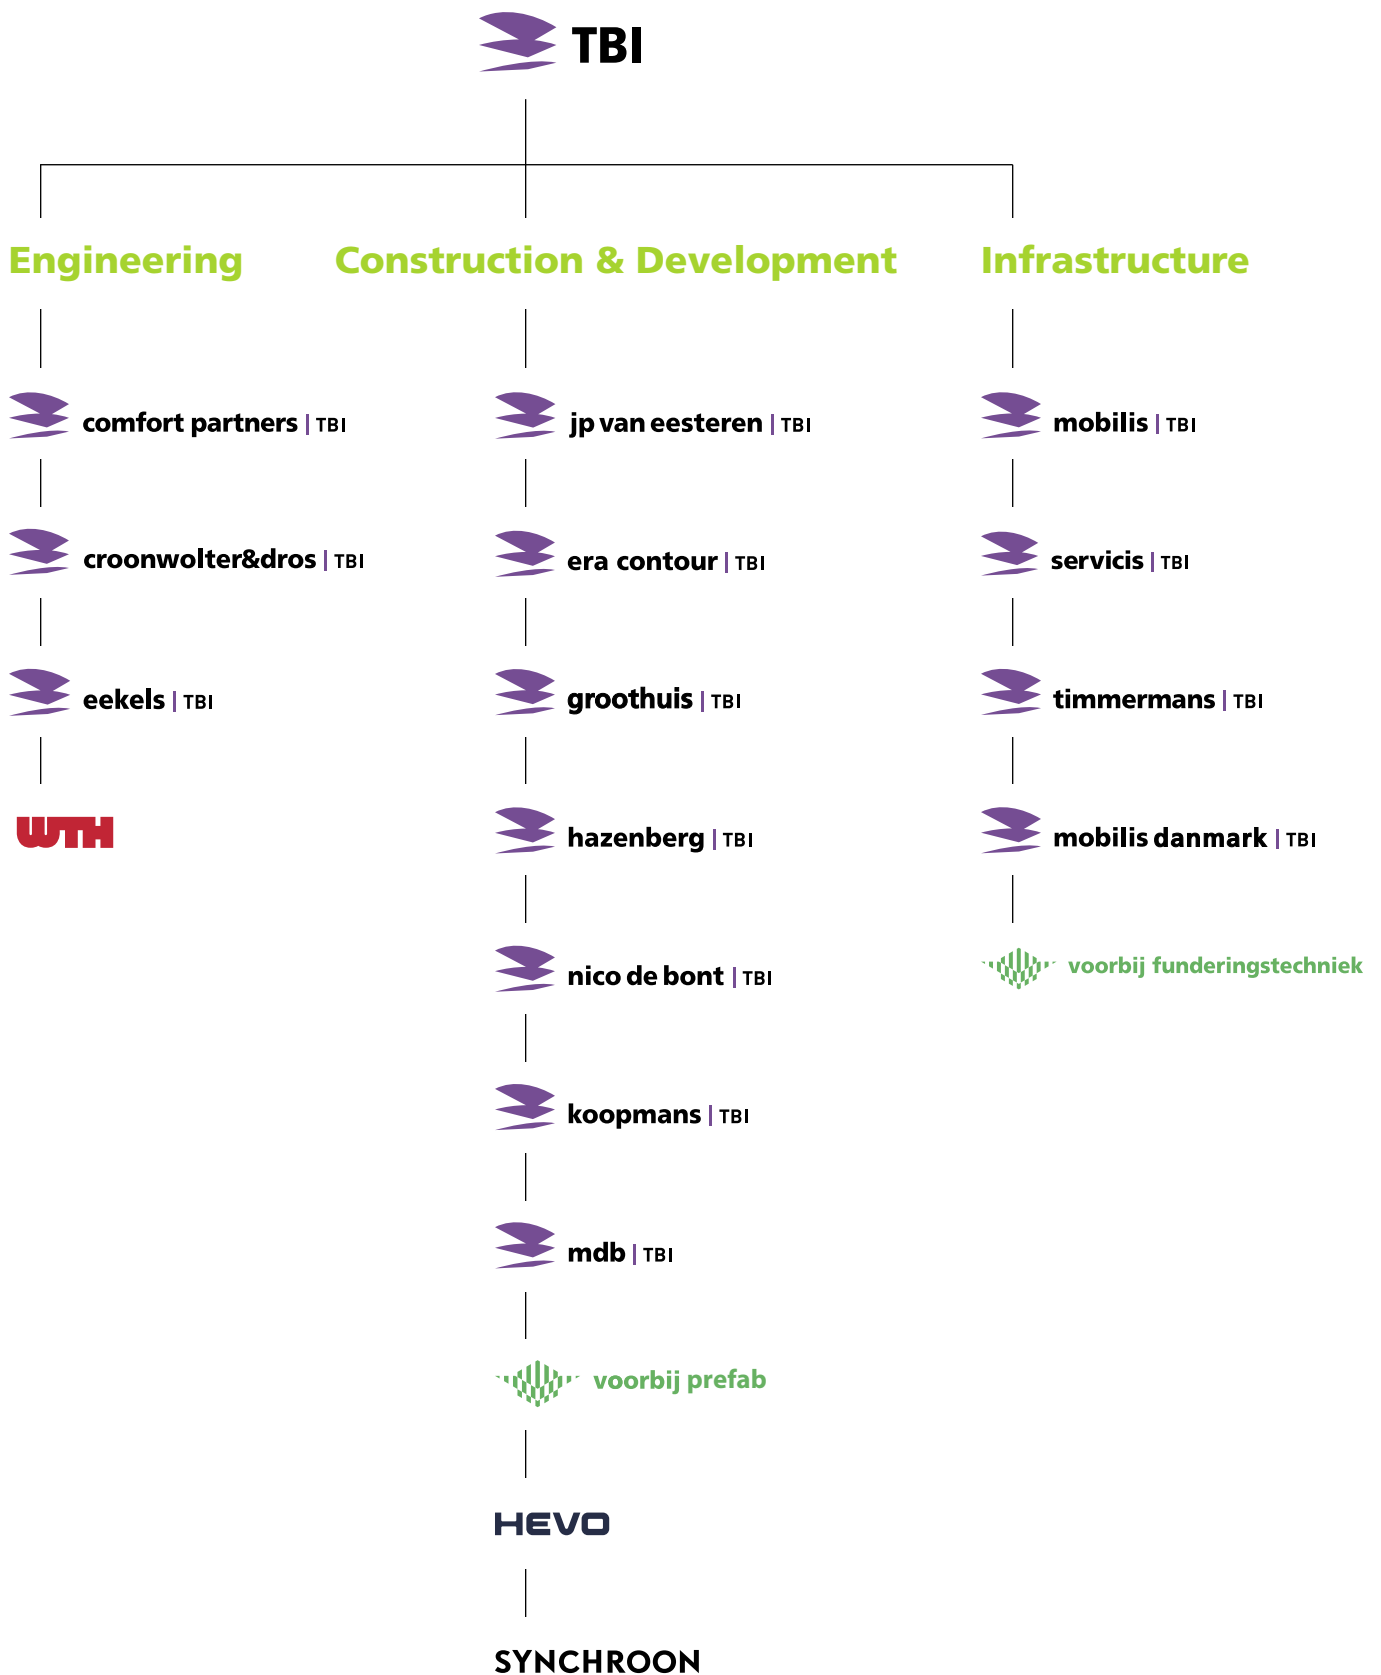 TBI
Engineering
comfort partners | TBI
croonwolter&dros | TBI
eekels | TBI
WTH
Construction & Development
jp van eesteren | TBI
era contour | TBI
groothuis | TBI
hazenberg | TBI
nico de bont | TBI
koopmans | TBI
mdb | TBI
voorbij prefab
HEVO
SYNCHROON
Infrastructure
mobilis | TBI
servicis | TBI
timmermans | TBI
mobilis danmark | TBI
voorbij funderingstechniek